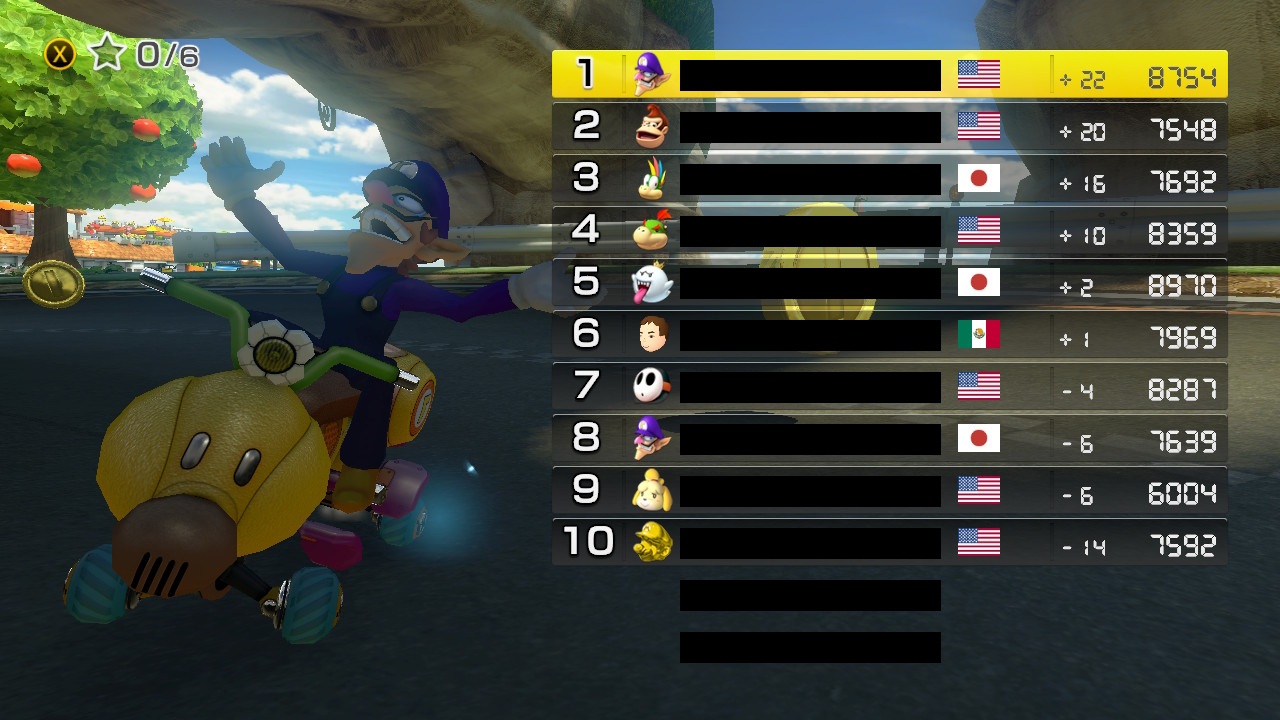 X 0/6
1 + 22 8754
2 + 20 7548
3 + 16 7692
4 + 10 8359
5 + 2 8970
6 + 1 7969
7 - 4 8287
8 - 6 7639
9 - 6 6004
10 - 14 7592